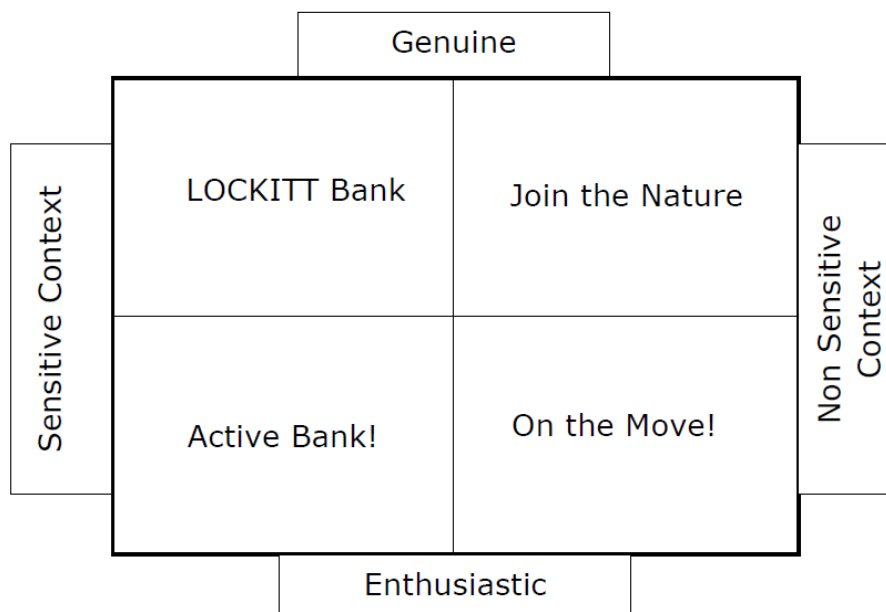 Genuine
LOCKITT Bank
Join the Nature
Sensitive Context
Non Sensitive
Context
Active Bank!
On the Move!
Enthusiastic